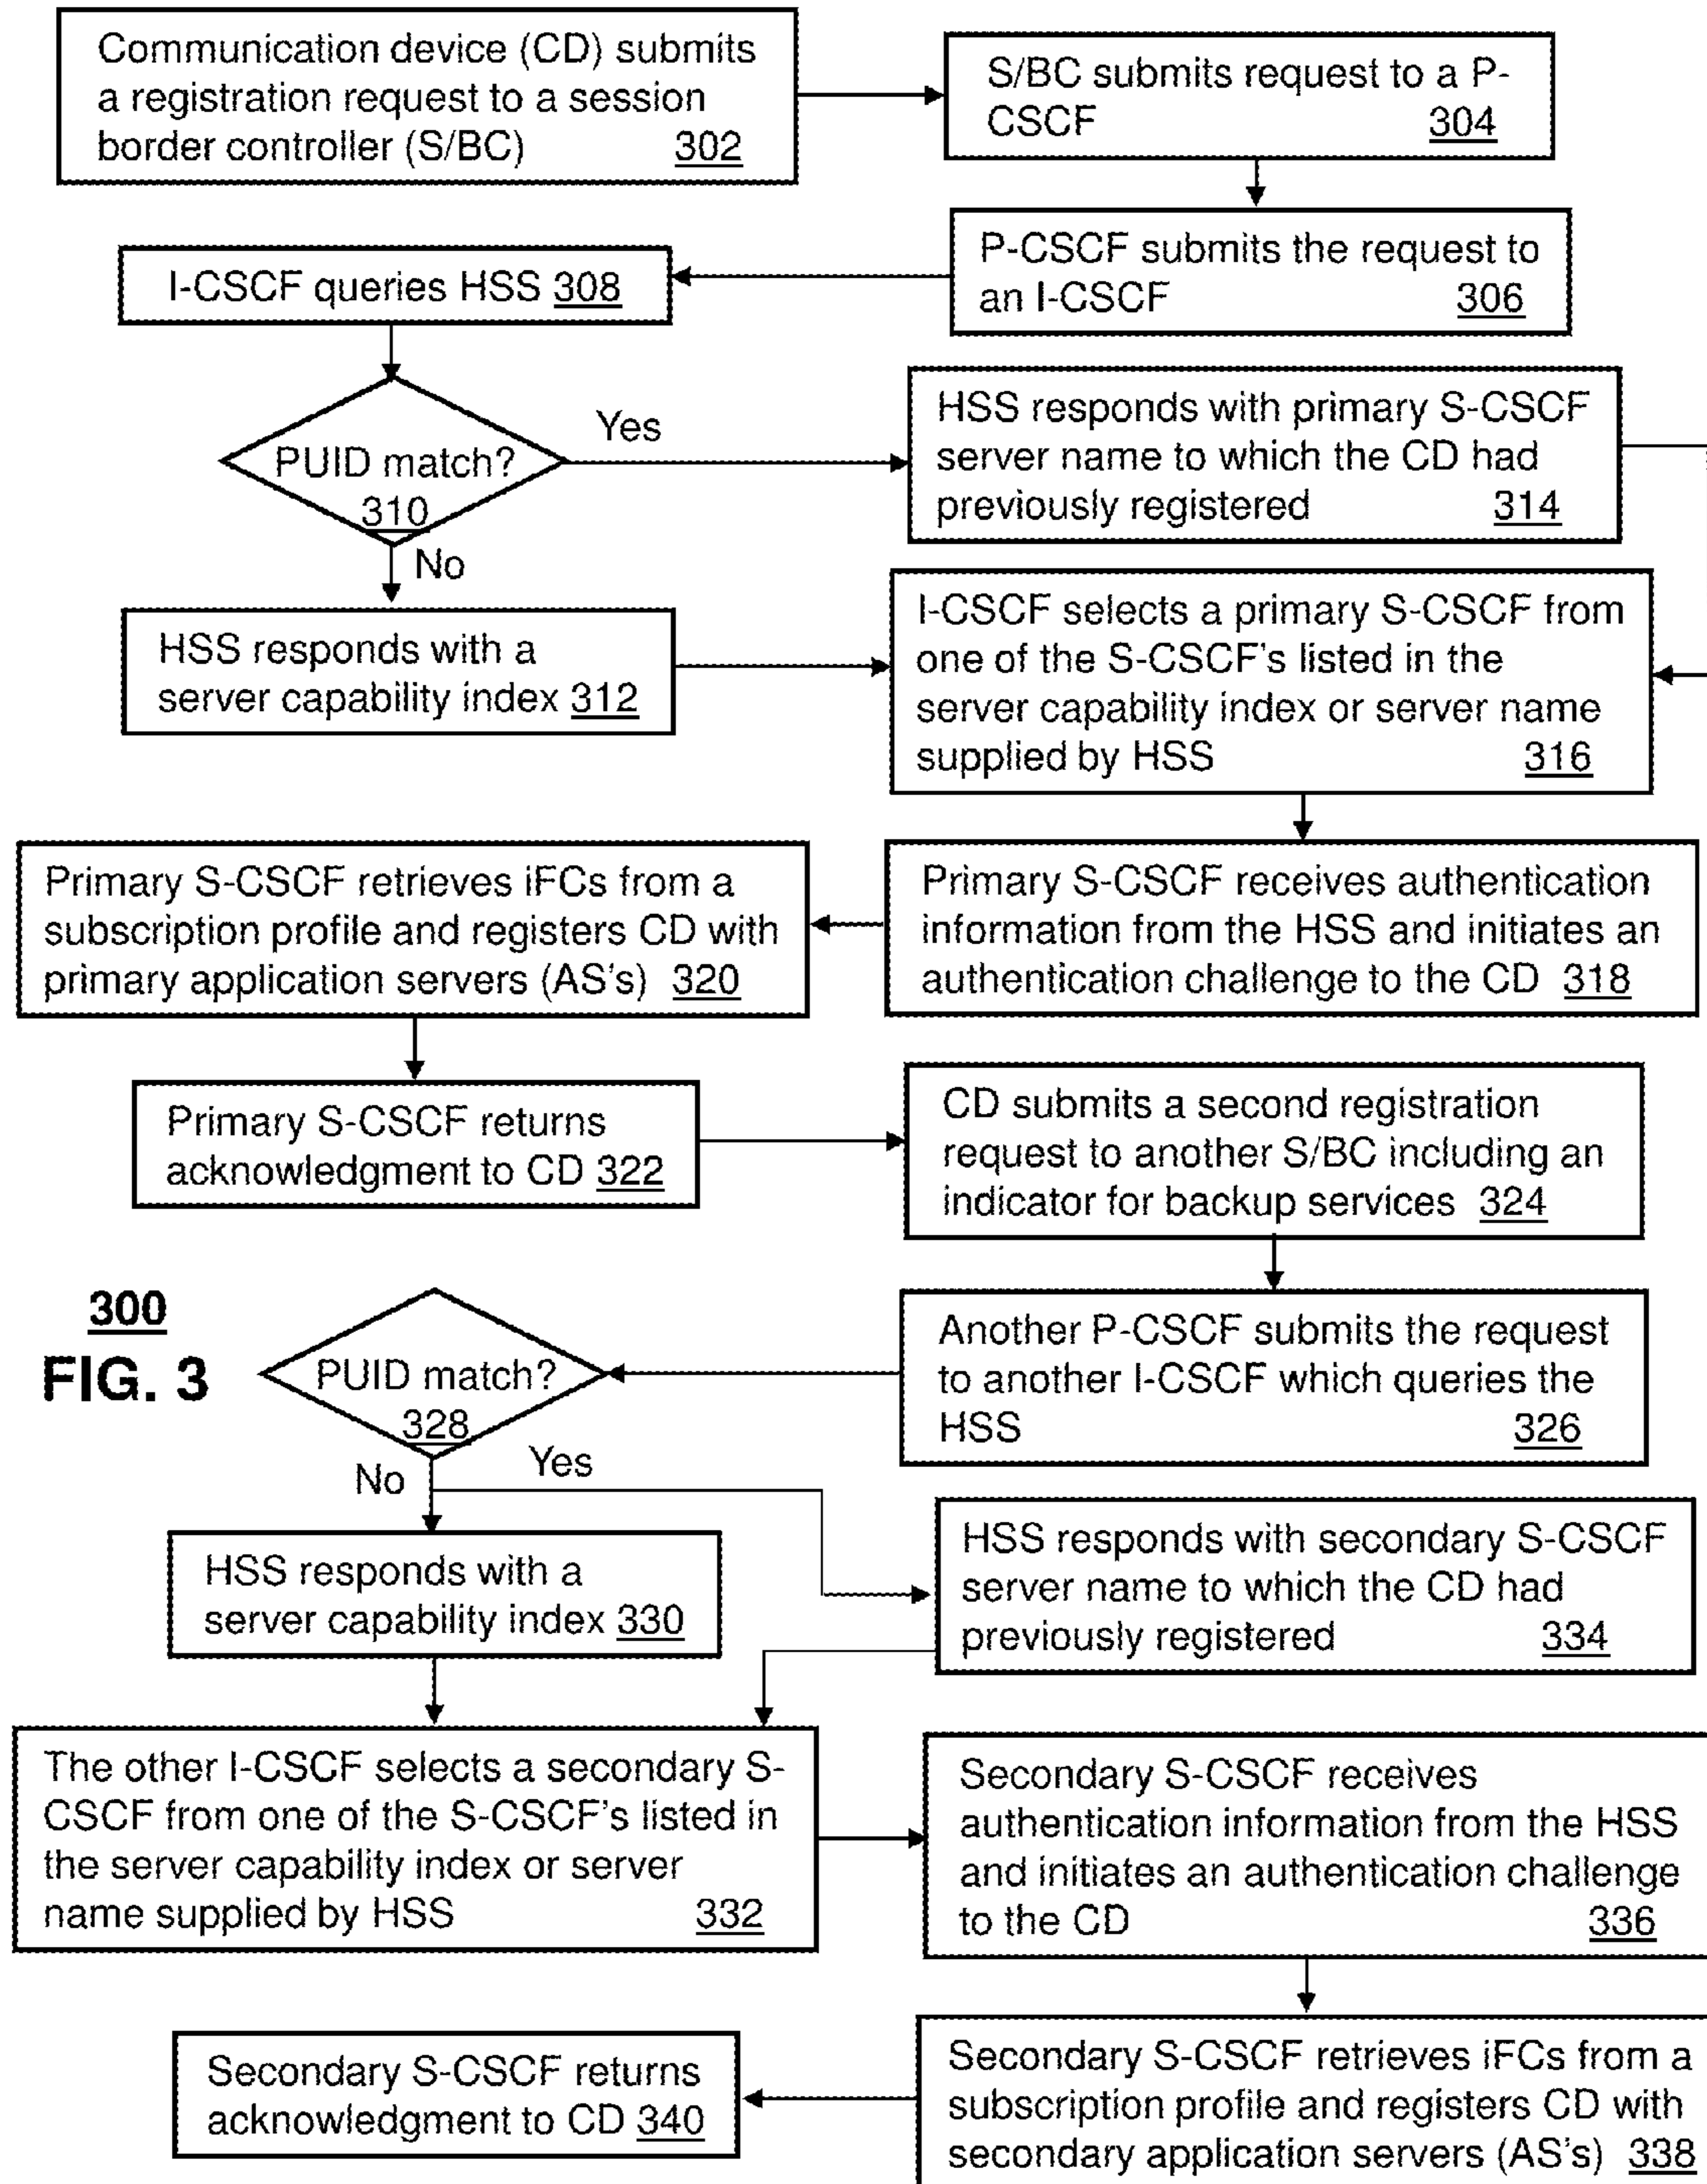 Communication device (CD) submits
a registration request to a session
border controller (S/BC) 302
S/BC submits request to a P-
CSCF 304
P-CSCF submits the request to
an I-CSCF 306
I-CSCF queries HSS 308
PUID match?
310
Yes
No
HSS responds with primary S-CSCF
server name to which the CD had
previously registered 314
HSS responds with a
server capability index 312
I-CSCF selects a primary S-CSCF from
one of the S-CSCF's listed in the
server capability index or server name
supplied by HSS 316
Primary S-CSCF receives authentication
information from the HSS and initiates an
authentication challenge to the CD 318
Primary S-CSCF retrieves iFCs from a
subscription profile and registers CD with
primary application servers (AS's) 320
Primary S-CSCF returns
acknowledgment to CD 322
CD submits a second registration
request to another S/BC including an
indicator for backup services 324
300
FIG. 3
Another P-CSCF submits the request
to another I-CSCF which queries the
HSS 326
PUID match?
328
No
Yes
HSS responds with a
server capability index 330
HSS responds with secondary S-CSCF
server name to which the CD had
previously registered 334
The other I-CSCF selects a secondary S-
CSCF from one of the S-CSCF's listed in
the server capability index or server
name supplied by HSS 332
Secondary S-CSCF receives
authentication information from the HSS
and initiates an authentication challenge
to the CD 336
Secondary S-CSCF retrieves iFCs from a
subscription profile and registers CD with
secondary application servers (AS's) 338
Secondary S-CSCF returns
acknowledgment to CD 340